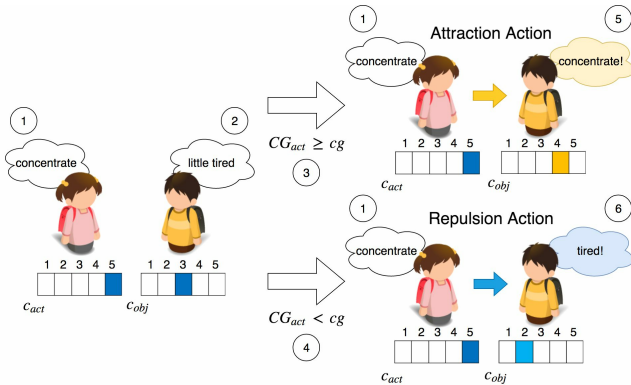 1
2
concentrate
little tired
1 2 3 4 5
1 2 3 4 5
c_act
c_obj
CG_act ≥ cg
3
CG_act < cg
4
1
Attraction Action
5
concentrate
concentrate!
1 2 3 4 5
1 2 3 4 5
c_act
c_obj
1
Repulsion Action
6
concentrate
tired!
1 2 3 4 5
1 2 3 4 5
c_act
c_obj